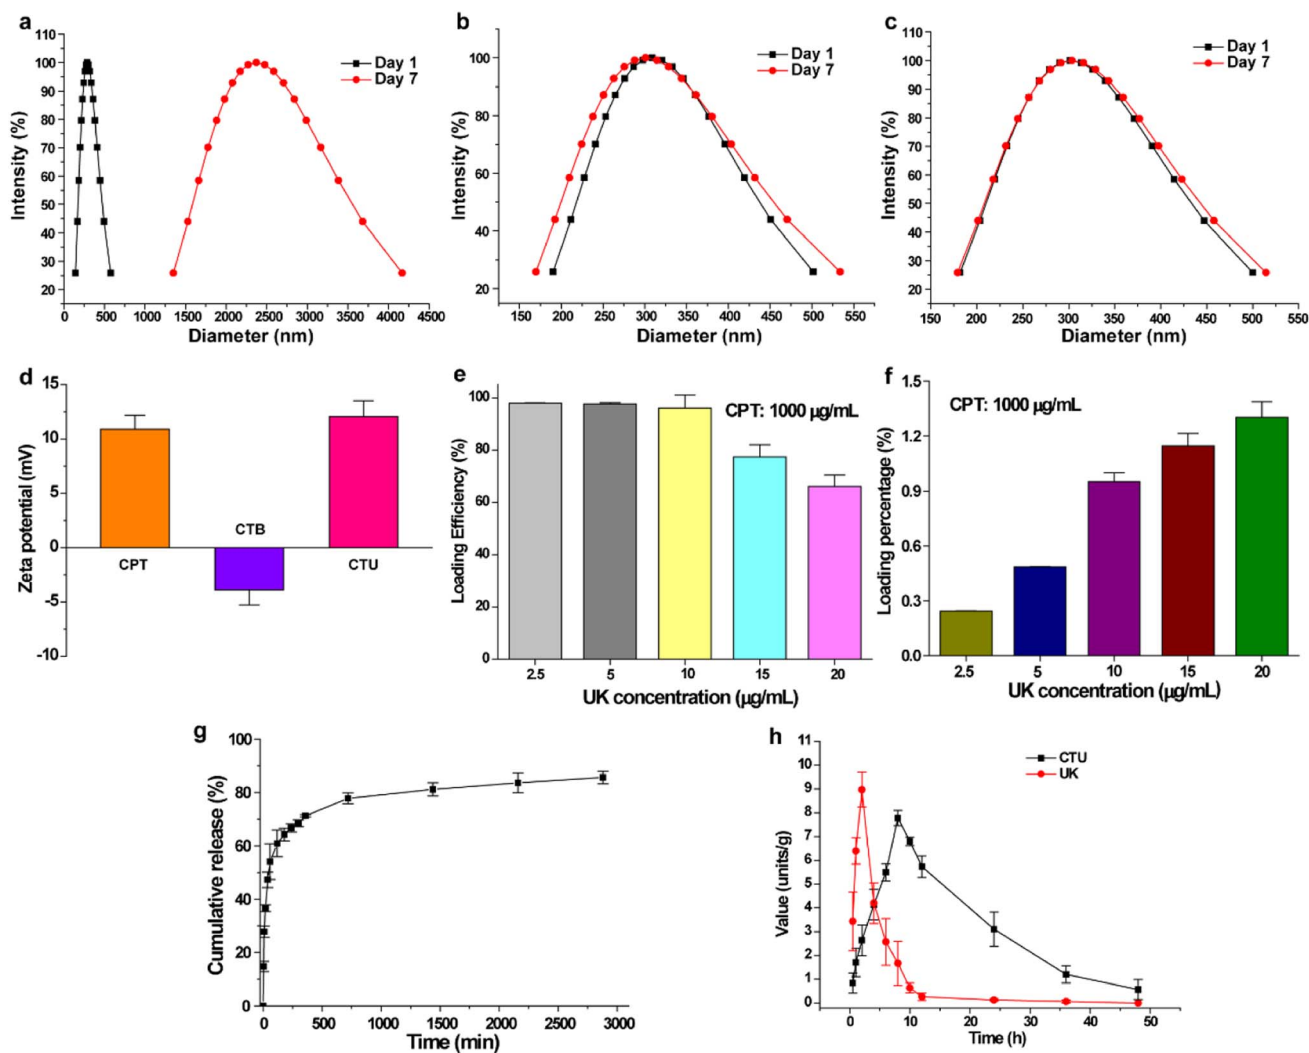 a
Day 1
Day 7
Intensity (%)
110
100
90
80
70
60
50
40
30
20
0 500 1000 1500 2000 2500 3000 3500 4000 4500
Diameter (nm)
b
Day 1
Day 7
Intensity (%)
100
80
60
40
20
150 200 250 300 350 400 450 500 550
Diameter (nm)
c
Day 1
Day 7
Intensity (%)
110
100
90
80
70
60
50
40
30
20
150 200 250 300 350 400 450 500 550
Diameter (nm)
d
Zeta potential (mV)
15
10
5
0
-5
-10
CPT
CTB
CTU
e
CPT: 1000 µg/mL
Loading Efficiency (%)
100
80
60
40
20
0
2.5 5 10 15 20
UK concentration (µg/mL)
f
CPT: 1000 µg/mL
Loading percentage (%)
1.5
1.2
0.9
0.6
0.3
0.0
2.5 5 10 15 20
UK concentration (µg/mL)
g
Cumulative release (%)
100
80
60
40
20
0
0 500 1000 1500 2000 2500 3000
Time (min)
h
CTU
UK
Value (units/g)
11
10
9
8
7
6
5
4
3
2
1
0
0 10 20 30 40 50
Time (h)